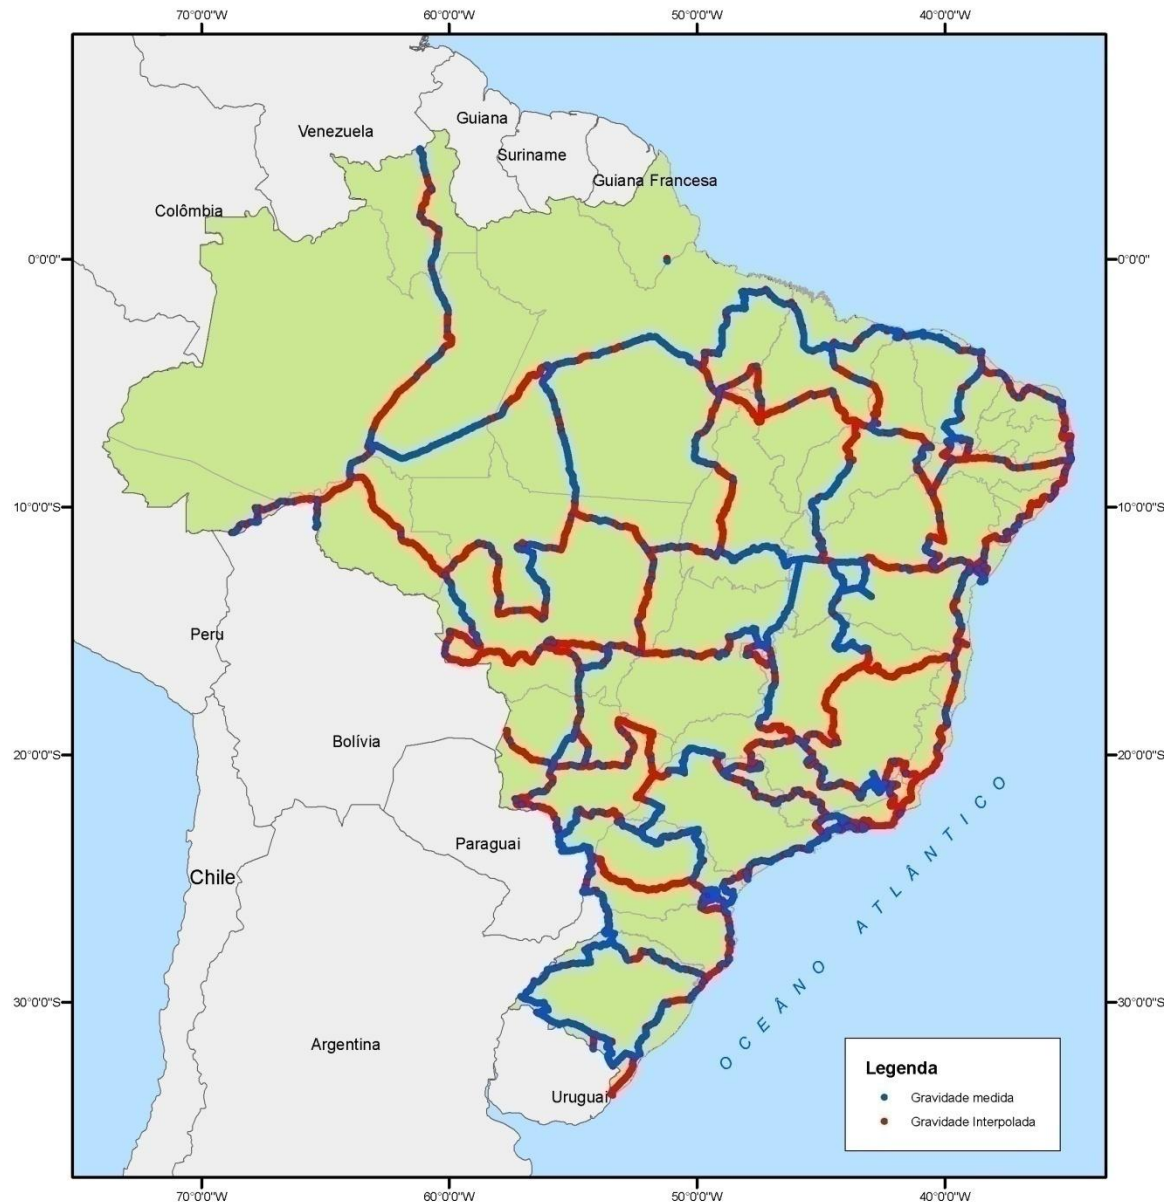 70°0'0"W 60°0'0"W 50°0'0"W 40°0'0"W
Guiana
Venezuela
Suriname
Guiana Francesa
Colômbia
0°0'0" 0°0'0"
10°0'0"S 10°0'0"S
Peru
Bolívia
20°0'0"S 20°0'0"S
Paraguai
Chile
OCEÂNO ATLÂNTICO
30°0'0"S 30°0'0"S
Argentina
Uruguai
Legenda
Gravidade medida
Gravidade Interpolada
70°0'0"W 60°0'0"W 50°0'0"W 40°0'0"W